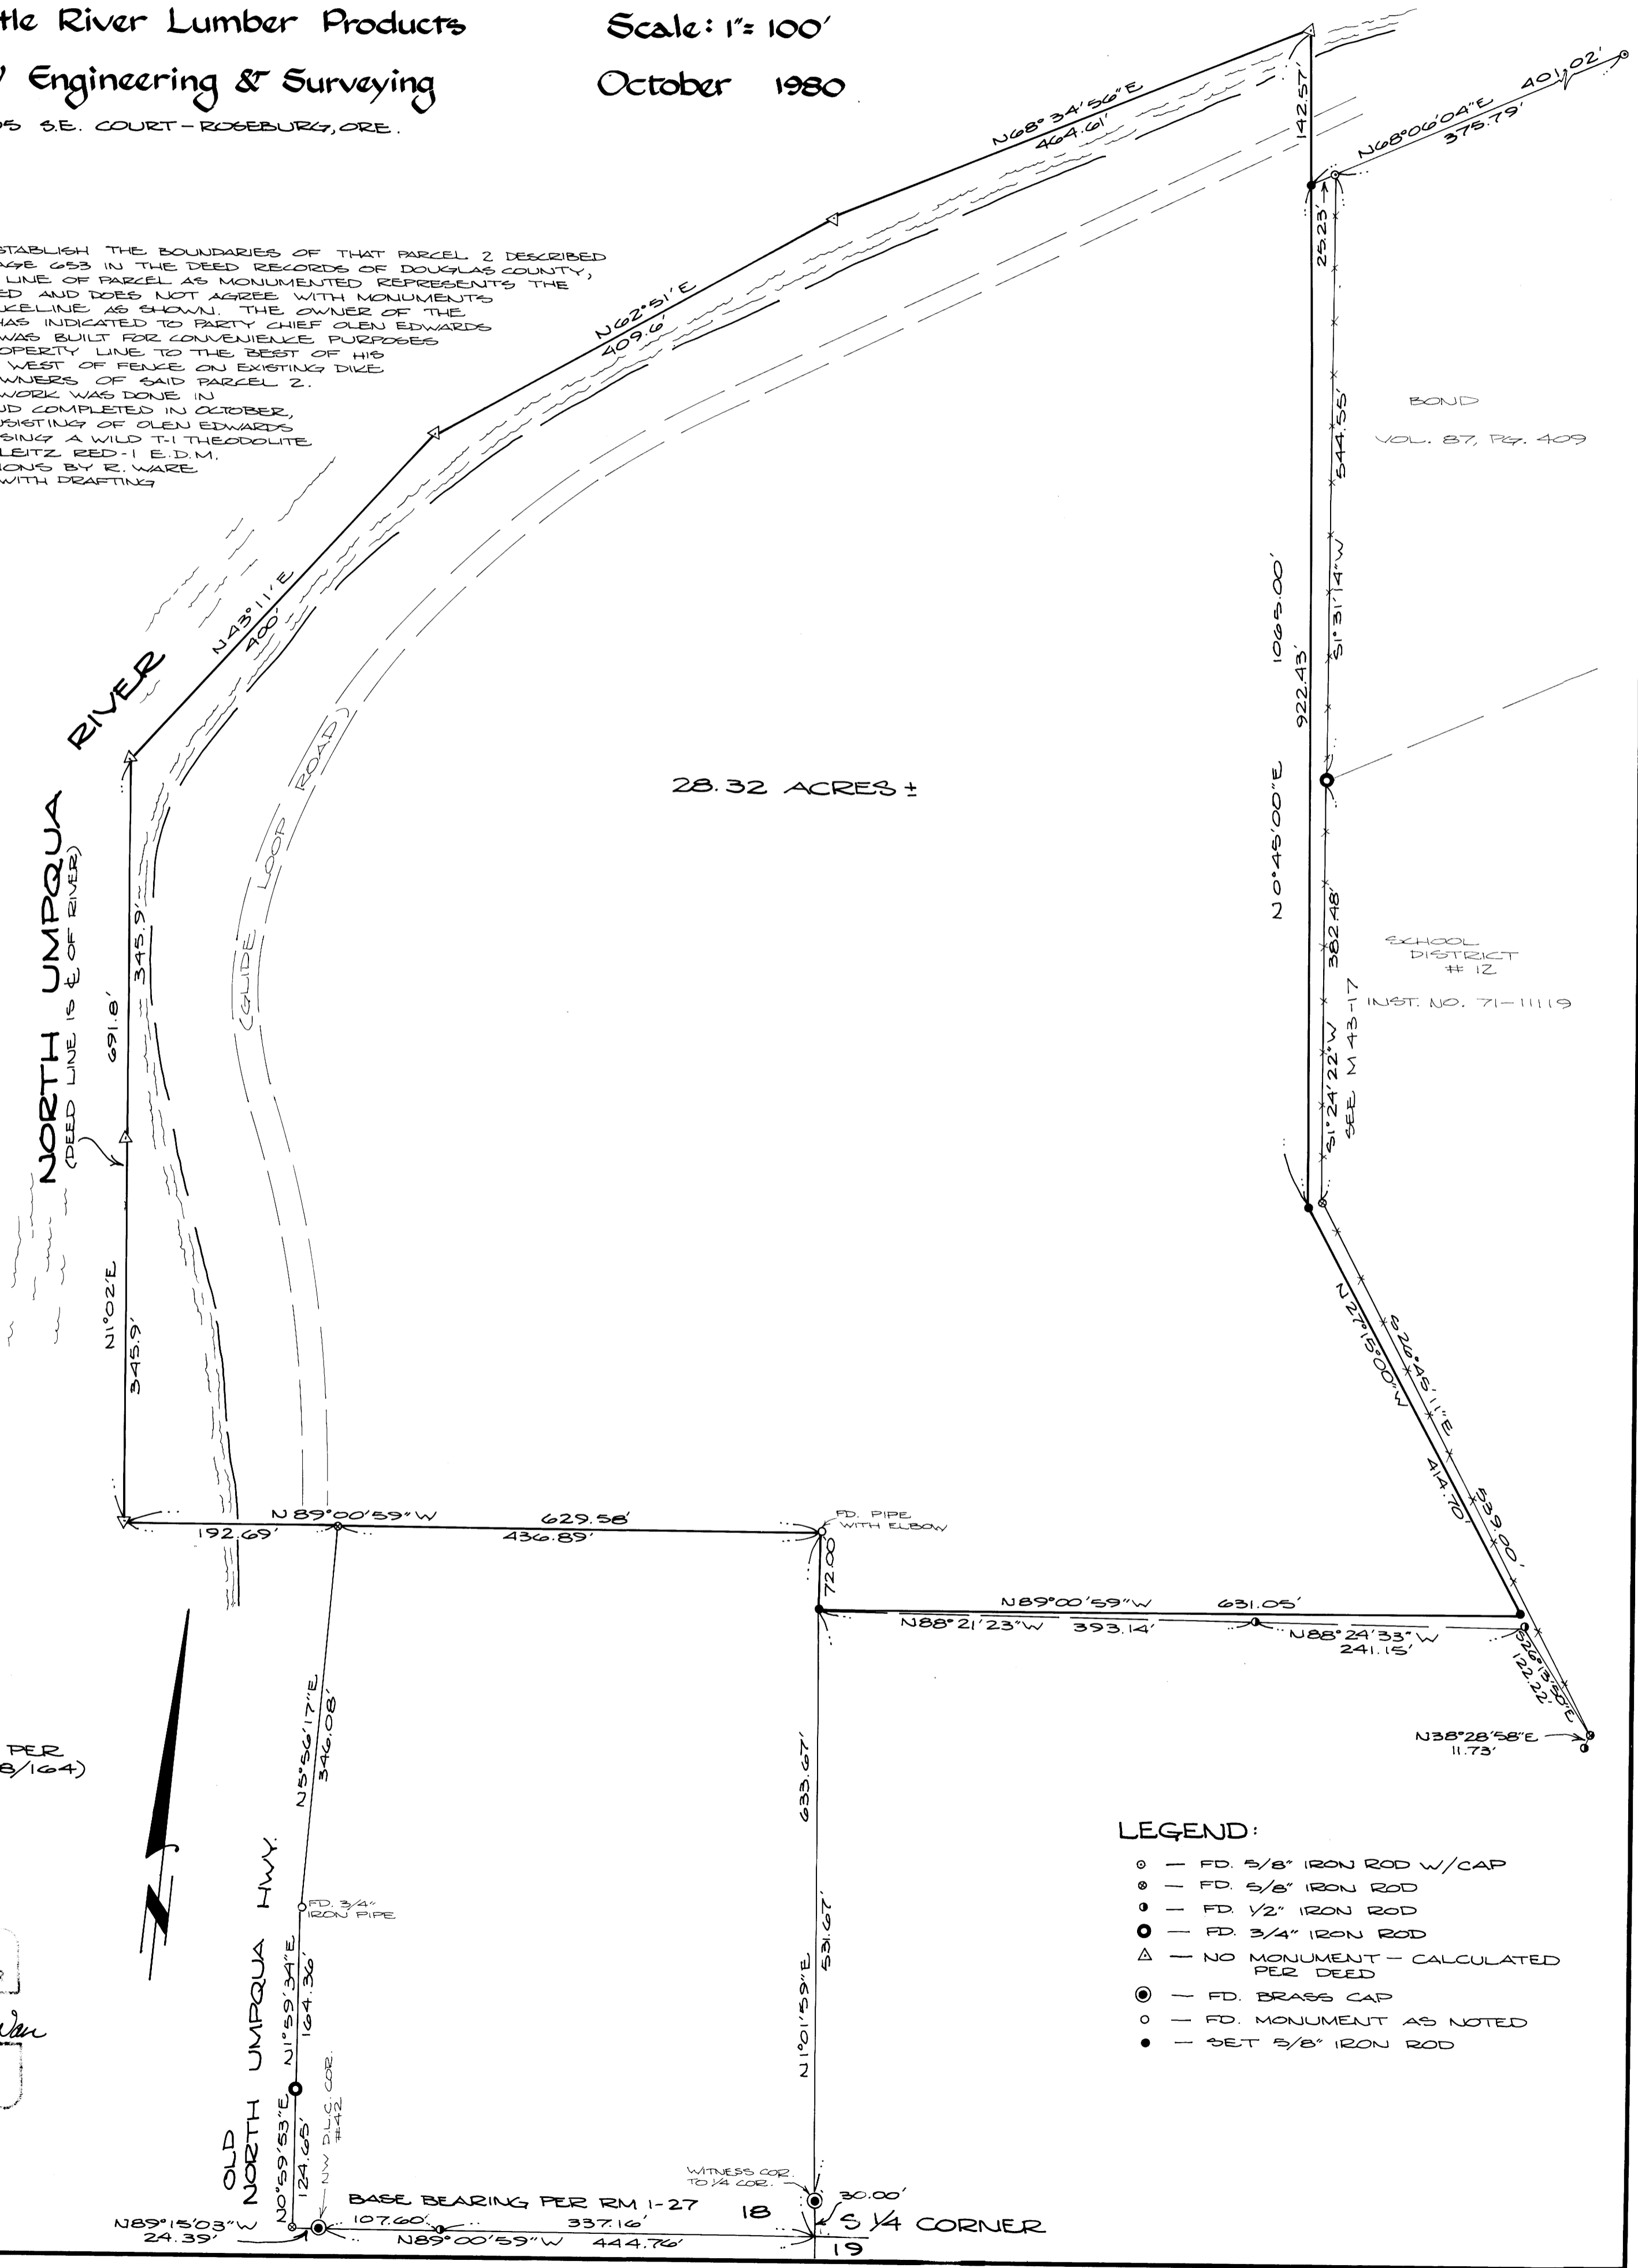 tle River Lumber Products
Scale: 1"= 100'
Engineering & Surveying
October 1980
S.E. COURT - ROSEBURG, ORE.
STABLISH THE BOUNDARIES OF THAT PARCEL 2 DESCRIBED
AGE 653 IN THE DEED RECORDS OF DOUGLAS COUNTY,
LINE OF PARCEL AS MONUMENTED REPRESENTS THE
ED AND DOES NOT AGREE WITH MONUMENTS
CELINE AS SHOWN. THE OWNER OF THE
HAS INDICATED TO PARTY CHIEF OLEN EDWARDS
WAS BUILT FOR CONVENIENCE PURPOSES
OPERTY LINE TO THE BEST OF HIS
WEST OF FENCE ON EXISTING DIKE
WNERS OF SAID PARCEL 2.
WORK WAS DONE IN
ND COMPLETED IN OCTOBER,
SISTING OF OLEN EDWARDS
SING A WILD T-1 THEODOLITE
LEITZ RED-1 E.D.M.
IONS BY R. WARE
WITH DRAFTING
N68°34'56"E
464.61'
142.57'
N68°06'04"E 401.02'
375.79'
25.23'
N62°51'E
409.6'
N43°11'E
400'
RIVER
NORTH UMPQUA
(DEED LINE IS ℄ OF RIVER)
691.8'
345.9'
N1°02'E
345.9'
(GLIDE LOOP ROAD)
28.32 ACRES ±
1065.00'
922.43'
N 0°45'00"E
544.55'
S1°31'14"W
BOND
VOL. 87, PG. 409
382.48'
S1°24'22"W
SEE M 43-17
SCHOOL
DISTRICT
# 12
INST. NO. 71-11119
N27°15'00"W
414.70'
S26°45'11"E
539.00'
N89°00'59"W 629.58'
192.69' 436.89'
FD. PIPE
WITH ELBOW
72.00'
N89°00'59"W 631.05'
N88°21'23"W 393.14'
N88°24'33"W
241.15'
S26°13'50"E
122.22'
N38°28'58"E
11.73'
PER
8/164)
N5°56'17"E
346.08'
633.67'
531.67'
N1°01'59"E
FD. 3/4"
IRON PIPE
N1°59'34"E
164.36'
OLD
NORTH UMPQUA HWY.
N0°59'53"E
124.65'
NW D.L.C. COR.
#42
N89°15'03"W
24.39'
BASE BEARING PER RM 1-27
107.60' 337.16'
N89°00'59"W 444.76'
WITNESS COR.
TO 1/4 COR.
30.00'
18
S 1/4 CORNER
19
LEGEND:
— FD. 5/8" IRON ROD W/CAP
— FD. 5/8" IRON ROD
— FD. 1/2" IRON ROD
— FD. 3/4" IRON ROD
— NO MONUMENT — CALCULATED
PER DEED
— FD. BRASS CAP
— FD. MONUMENT AS NOTED
— SET 5/8" IRON ROD